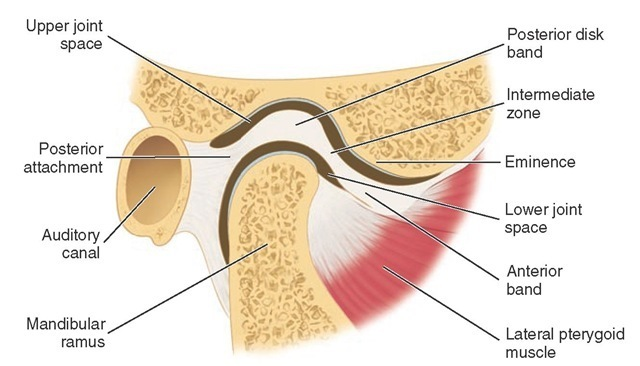 Upper joint
space
Posterior
attachment
Auditory
canal
Mandibular
ramus
Posterior disk
band
Intermediate
zone
Eminence
Lower joint
space
Anterior
band
Lateral pterygoid
muscle